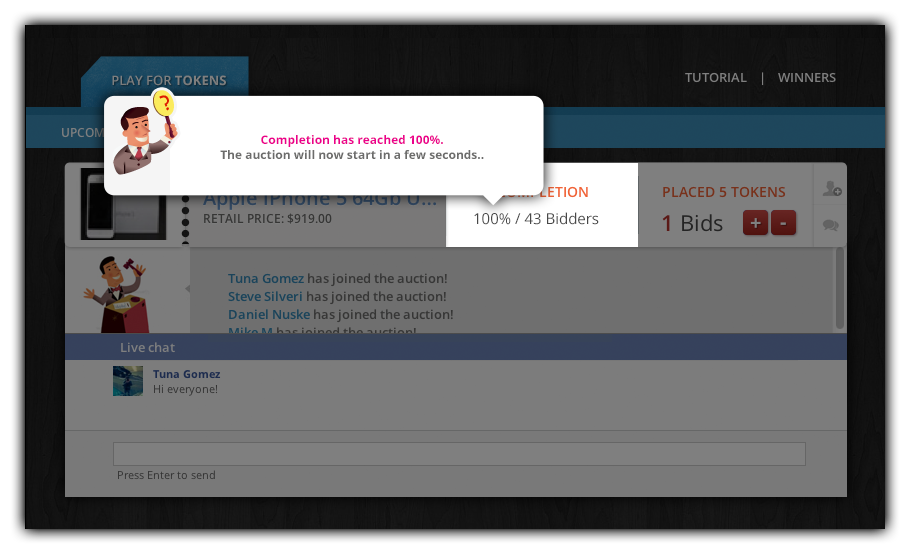 PLAY FOR TOKENS
TUTORIAL | WINNERS
UPCOM
?
Completion has reached 100%.
The auction will now start in a few seconds..
Apple iPhone 5 64Gb U...
RETAIL PRICE: $919.00
COMPLETION
100% / 43 Bidders
PLACED 5 TOKENS
1 Bids + -
Tuna Gomez has joined the auction!
Steve Silveri has joined the auction!
Daniel Nuske has joined the auction!
Mike M has joined the auction!
Live chat
Tuna Gomez
Hi everyone!
Press Enter to send